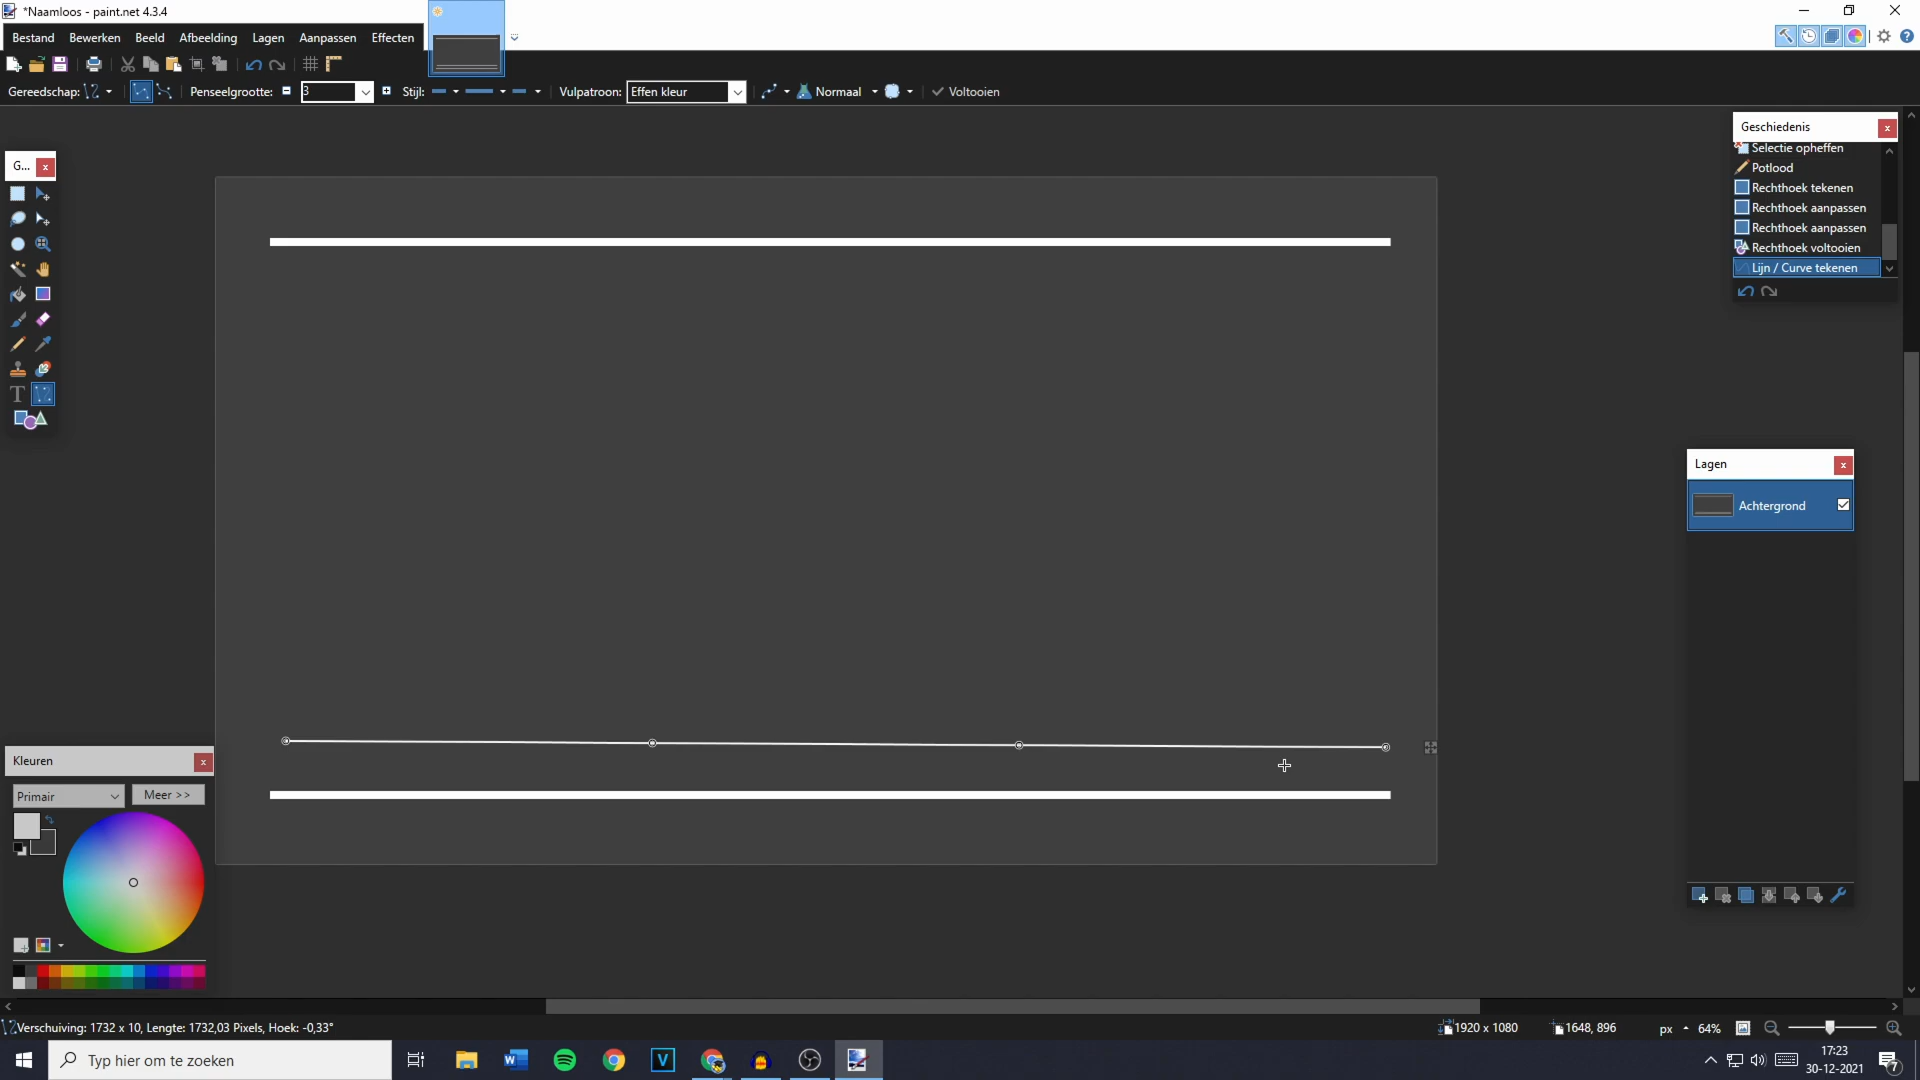 *Naamloos - paint.net 4.3.4
Bestand Bewerken Beeld Afbeelding Lagen Aanpassen Effecten
Gereedschap: Penseelgrootte: 3 Stijl: Vulpatroon: Effen kleur Normaal Voltooien
Geschiedenis
Selectie opheffen
Potlood
Rechthoek tekenen
Rechthoek aanpassen
Rechthoek aanpassen
Rechthoek voltooien
Lijn / Curve tekenen
G...
Lagen
Achtergrond
Kleuren
Primair Meer >>
Verschuiving: 1732 x 10, Lengte: 1732,03 Pixels, Hoek: -0,33°
1920 x 1080 1648, 896 px 64%
Typ hier om te zoeken
17:23
30-12-2021
7